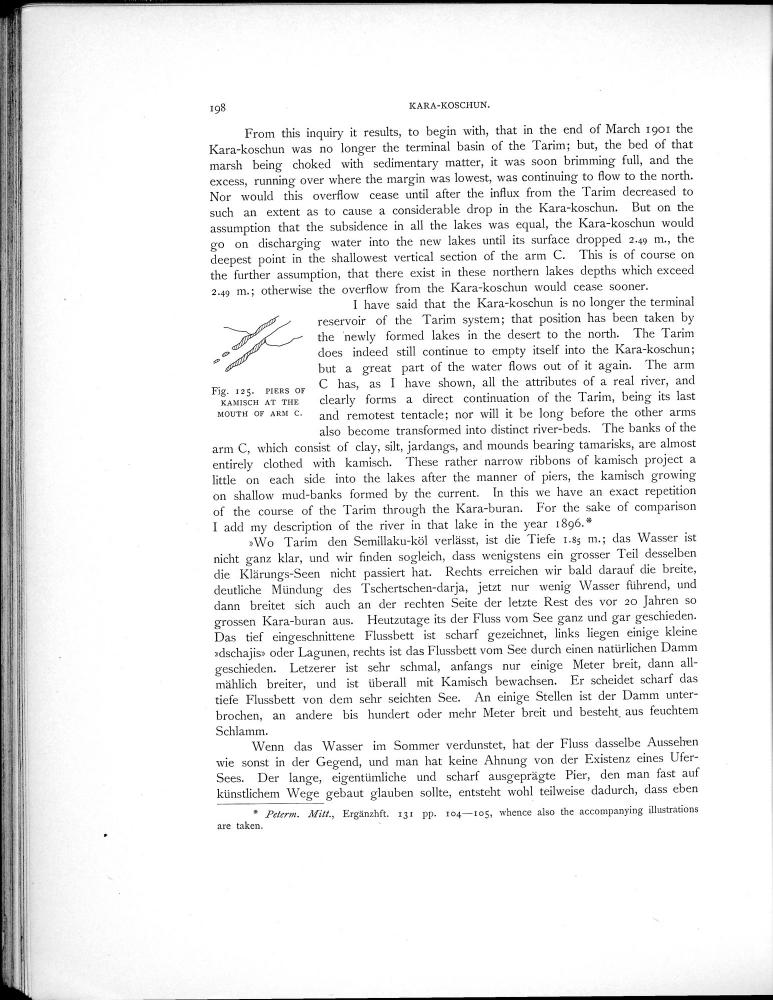 198
KARA-KOSCHUN.
From this inquiry it results, to begin with, that in the end of March 1901 the
Kara-koschun was no longer the terminal basin of the Tarim; but, the bed of that
marsh being choked with sedimentary matter, it was soon brimming full, and the
excess, running over where the margin was lowest, was continuing to flow to the north.
Nor would this overflow cease until after the influx from the Tarim decreased to
such an extent as to cause a considerable drop in the Kara-koschun. But on the
assumption that the subsidence in all the lakes was equal, the Kara-koschun would
go on discharging water into the new lakes until its surface dropped 2.49 m., the
deepest point in the shallowest vertical section of the arm C. This is of course on
the further assumption, that there exist in these northern lakes depths which exceed
2.49 m.; otherwise the overflow from the Kara-koschun would cease sooner.
I have said that the Kara-koschun is no longer the terminal
reservoir of the Tarim system; that position has been taken by
the newly formed lakes in the desert to the north. The Tarim
does indeed still continue to empty itself into the Kara-koschun;
but a great part of the water flows out of it again. The arm
C has, as I have shown, all the attributes of a real river, and
clearly forms a direct continuation of the Tarim, being its last
and remotest tentacle; nor will it be long before the other arms
also become transformed into distinct river-beds. The banks of the
Fig. 125. PIERS OF
KAMISCH AT THE
MOUTH OF ARM C.
arm C, which consist of clay, silt, jardangs, and mounds bearing tamarisks, are almost
entirely clothed with kamisch. These rather narrow ribbons of kamisch project a
little on each side into the lakes after the manner of piers, the kamisch growing
on shallow mud-banks formed by the current. In this we have an exact repetition
of the course of the Tarim through the Kara-buran. For the sake of comparison
I add my description of the river in that lake in the year 1896.*
»Wo Tarim den Semillaku-köl verlässt, ist die Tiefe 1.85 m.; das Wasser ist
nicht ganz klar, und wir finden sogleich, dass wenigstens ein grosser Teil desselben
die Klärungs-Seen nicht passiert hat. Rechts erreichen wir bald darauf die breite,
deutliche Mündung des Tschertschen-darja, jetzt nur wenig Wasser führend, und
dann breitet sich auch an der rechten Seite der letzte Rest des vor 20 Jahren so
grossen Kara-buran aus. Heutzutage its der Fluss vom See ganz und gar geschieden.
Das tief eingeschnittene Flussbett ist scharf gezeichnet, links liegen einige kleine
»dschajis» oder Lagunen, rechts ist das Flussbett vom See durch einen natürlichen Damm
geschieden. Letzerer ist sehr schmal, anfangs nur einige Meter breit, dann all-
mählich breiter, und ist überall mit Kamisch bewachsen. Er scheidet scharf das
tiefe Flussbett von dem sehr seichten See. An einige Stellen ist der Damm unter-
brochen, an andere bis hundert oder mehr Meter breit und besteht aus feuchtem
Schlamm.
Wenn das Wasser im Sommer verdunstet, hat der Fluss dasselbe Aussehen
wie sonst in der Gegend, und man hat keine Ahnung von der Existenz eines Ufer-
Sees. Der lange, eigentümliche und scharf ausgeprägte Pier, den man fast auf
künstlichem Wege gebaut glauben sollte, entsteht wohl teilweise dadurch, dass eben
* Peterm. Mitt., Ergänzhft. 131 pp. 104—105, whence also the accompanying illustrations
are taken.